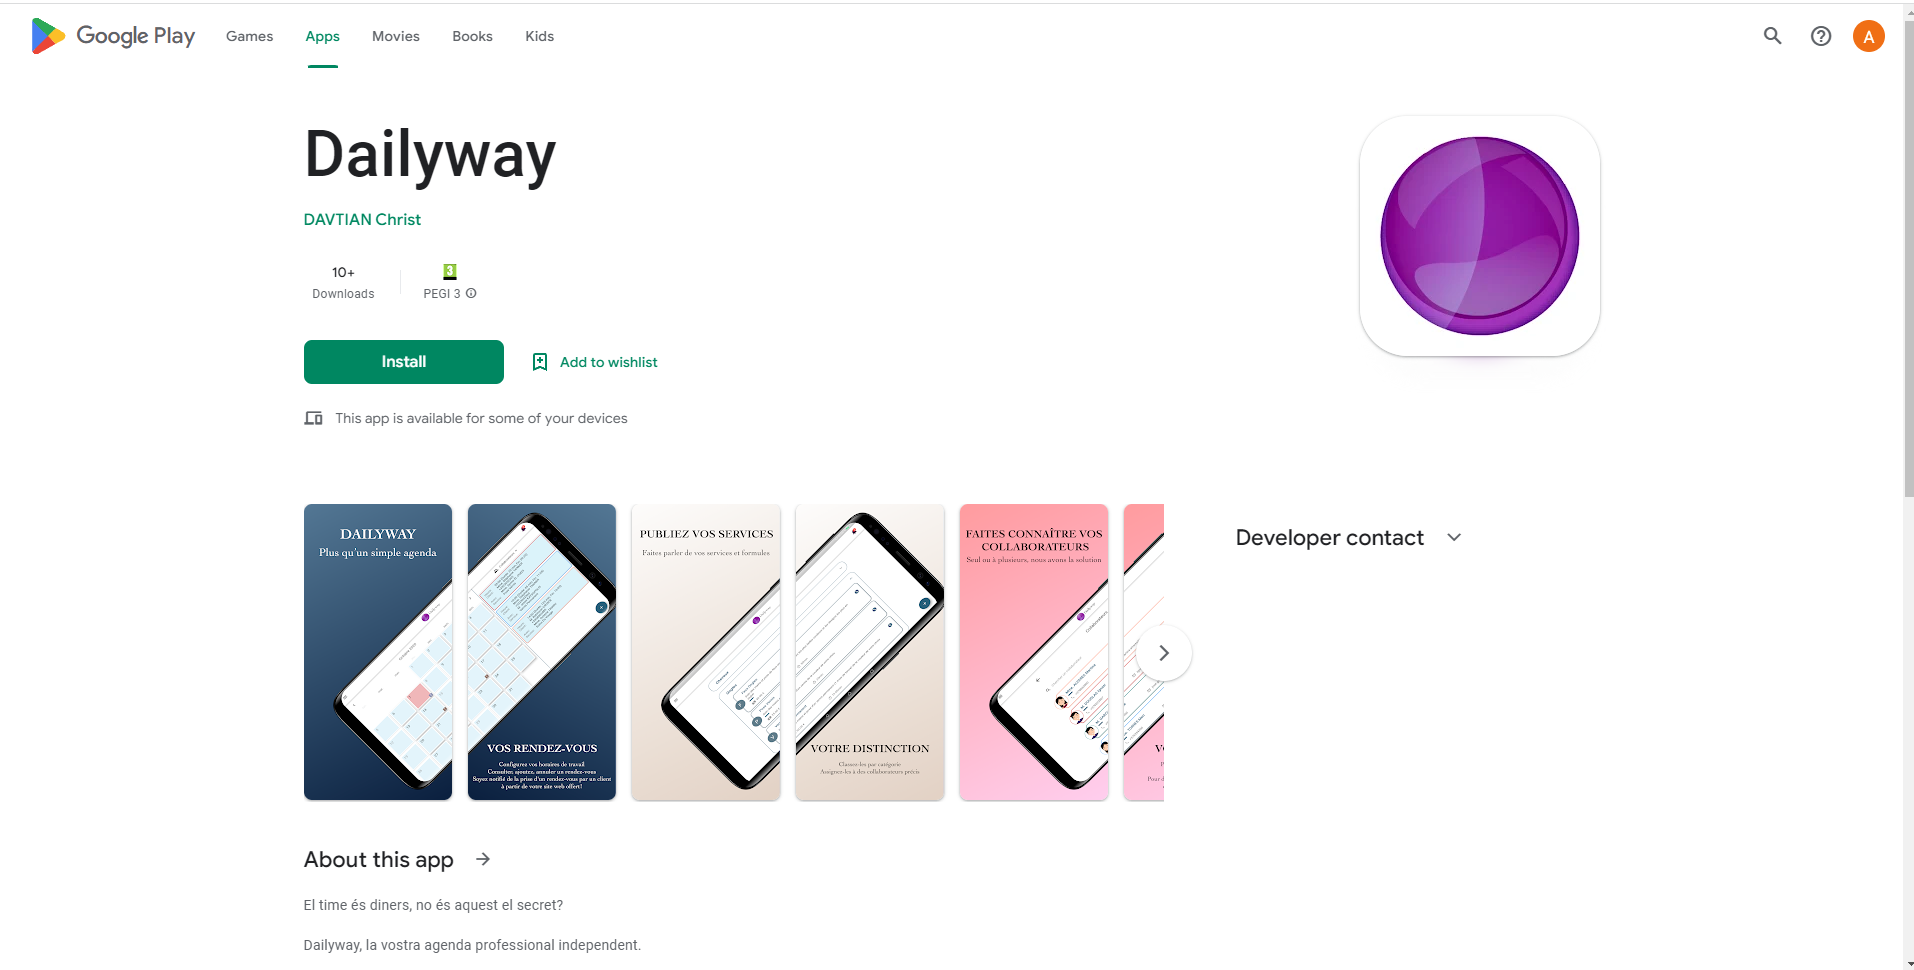 Google Play
Games
Apps
Movies
Books
Kids
A
Dailyway
DAVTIAN Christ
10+
Downloads
3
PEGI 3
Install
Add to wishlist
This app is available for some of your devices
DAILYWAY
Plus qu'un simple agenda
VOS RENDEZ-VOUS
Configurez vos horaires de travail
Consulter, ajoutez, annuler un rendez-vous
Soyez notifié de la prise d'un rendez-vous par un client
à partir de votre site web offert!
PUBLIEZ VOS SERVICES
Faites parler de vos services et formules
VOTRE DISTINCTION
Classez-les par catégorie
Assignez-les à des collaborateurs précis
FAITES CONNAÎTRE VOS
COLLABORATEURS
Seul ou à plusieurs, nous avons la solution
Developer contact
About this app
El time és diners, no és aquest el secret?
Dailyway, la vostra agenda professional independent.